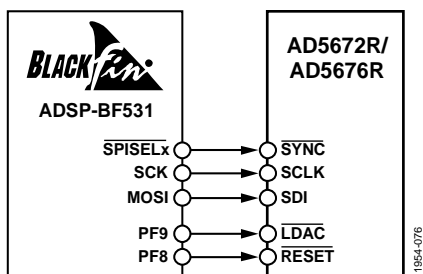 BLACKfin
ADSP-BF531
AD5672R/
AD5676R
SPISELx
SCK
MOSI
PF9
PF8
SYNC
SCLK
SDI
LDAC
RESET
1954-076